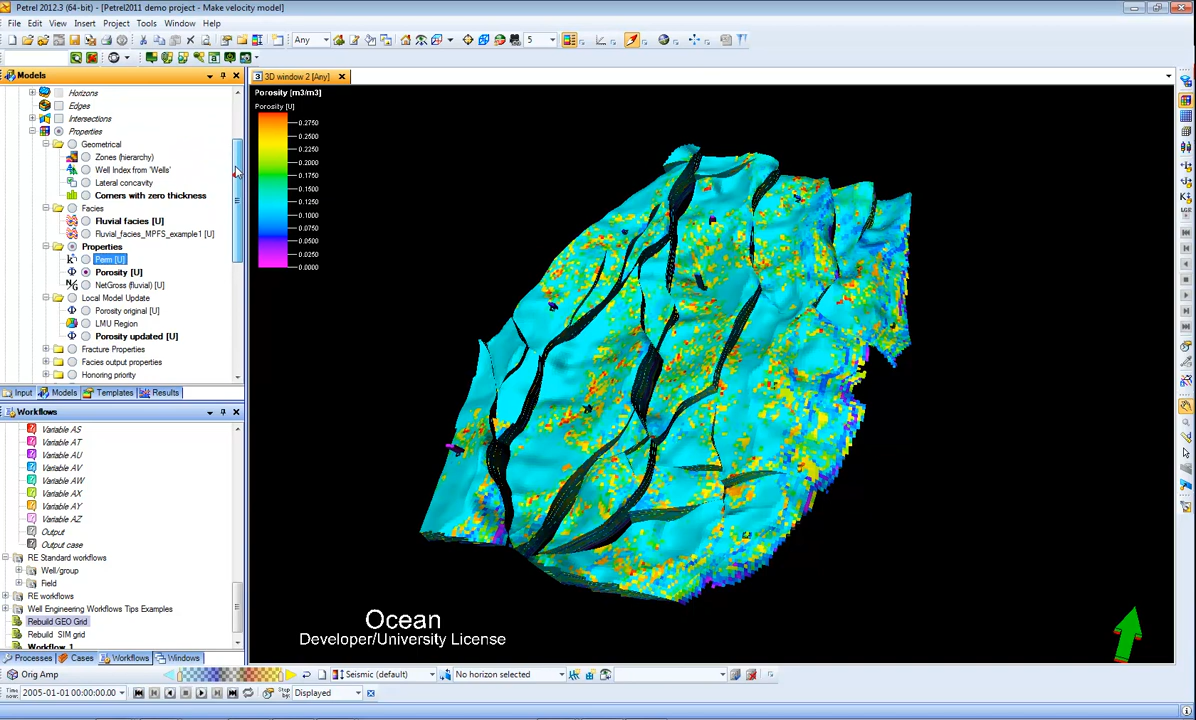 Petrel 2012.3 (64-bit) - [Petrel2011 demo project - Make velocity model]
File Edit View Insert Project Tools Window Help
Any
5
Models
3D window 2 [Any]
Horizons
Edges
Intersections
Properties
Geometrical
Zones (hierarchy)
Well Index from 'Wells'
Lateral concavity
Corners with zero thickness
Facies
Fluvial facies [U]
Fluvial_facies_MPFS_example1 [U]
Properties
Perm [U]
Porosity [U]
NetGross (fluvial) [U]
Local Model Update
Porosity original [U]
LMU Region
Porosity updated [U]
Fracture Properties
Facies output properties
Honoring priority
Input Models Templates Results
Porosity [m3/m3]
Porosity [U]
0.2750
0.2500
0.2250
0.2000
0.1750
0.1500
0.1250
0.1000
0.0750
0.0500
0.0250
0.0000
Workflows
Variable AS
Variable AT
Variable AU
Variable AV
Variable AW
Variable AX
Variable AY
Variable AZ
Output
Output case
RE Standard workflows
Well/group
Field
RE workflows
Well Engineering Workflows Tips Examples
Rebuild GEO Grid
Rebuild SIM grid
Workflow_1
Processes Cases Workflows Windows
Ocean
Developer/University License
Orig Amp
Seismic (default)
No horizon selected
Time now: 2005-01-01 00:00:00.00
Step by: Displayed